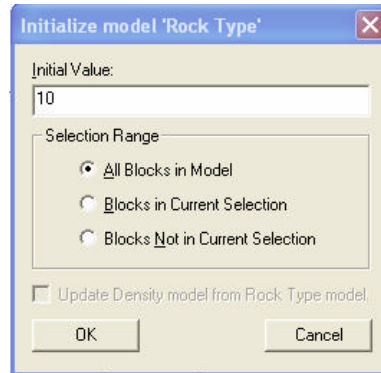 Initialize model 'Rock Type'
Initial Value:
10
Selection Range
All Blocks in Model
Blocks in Current Selection
Blocks Not in Current Selection
Update Density model from Rock Type model.
OK Cancel